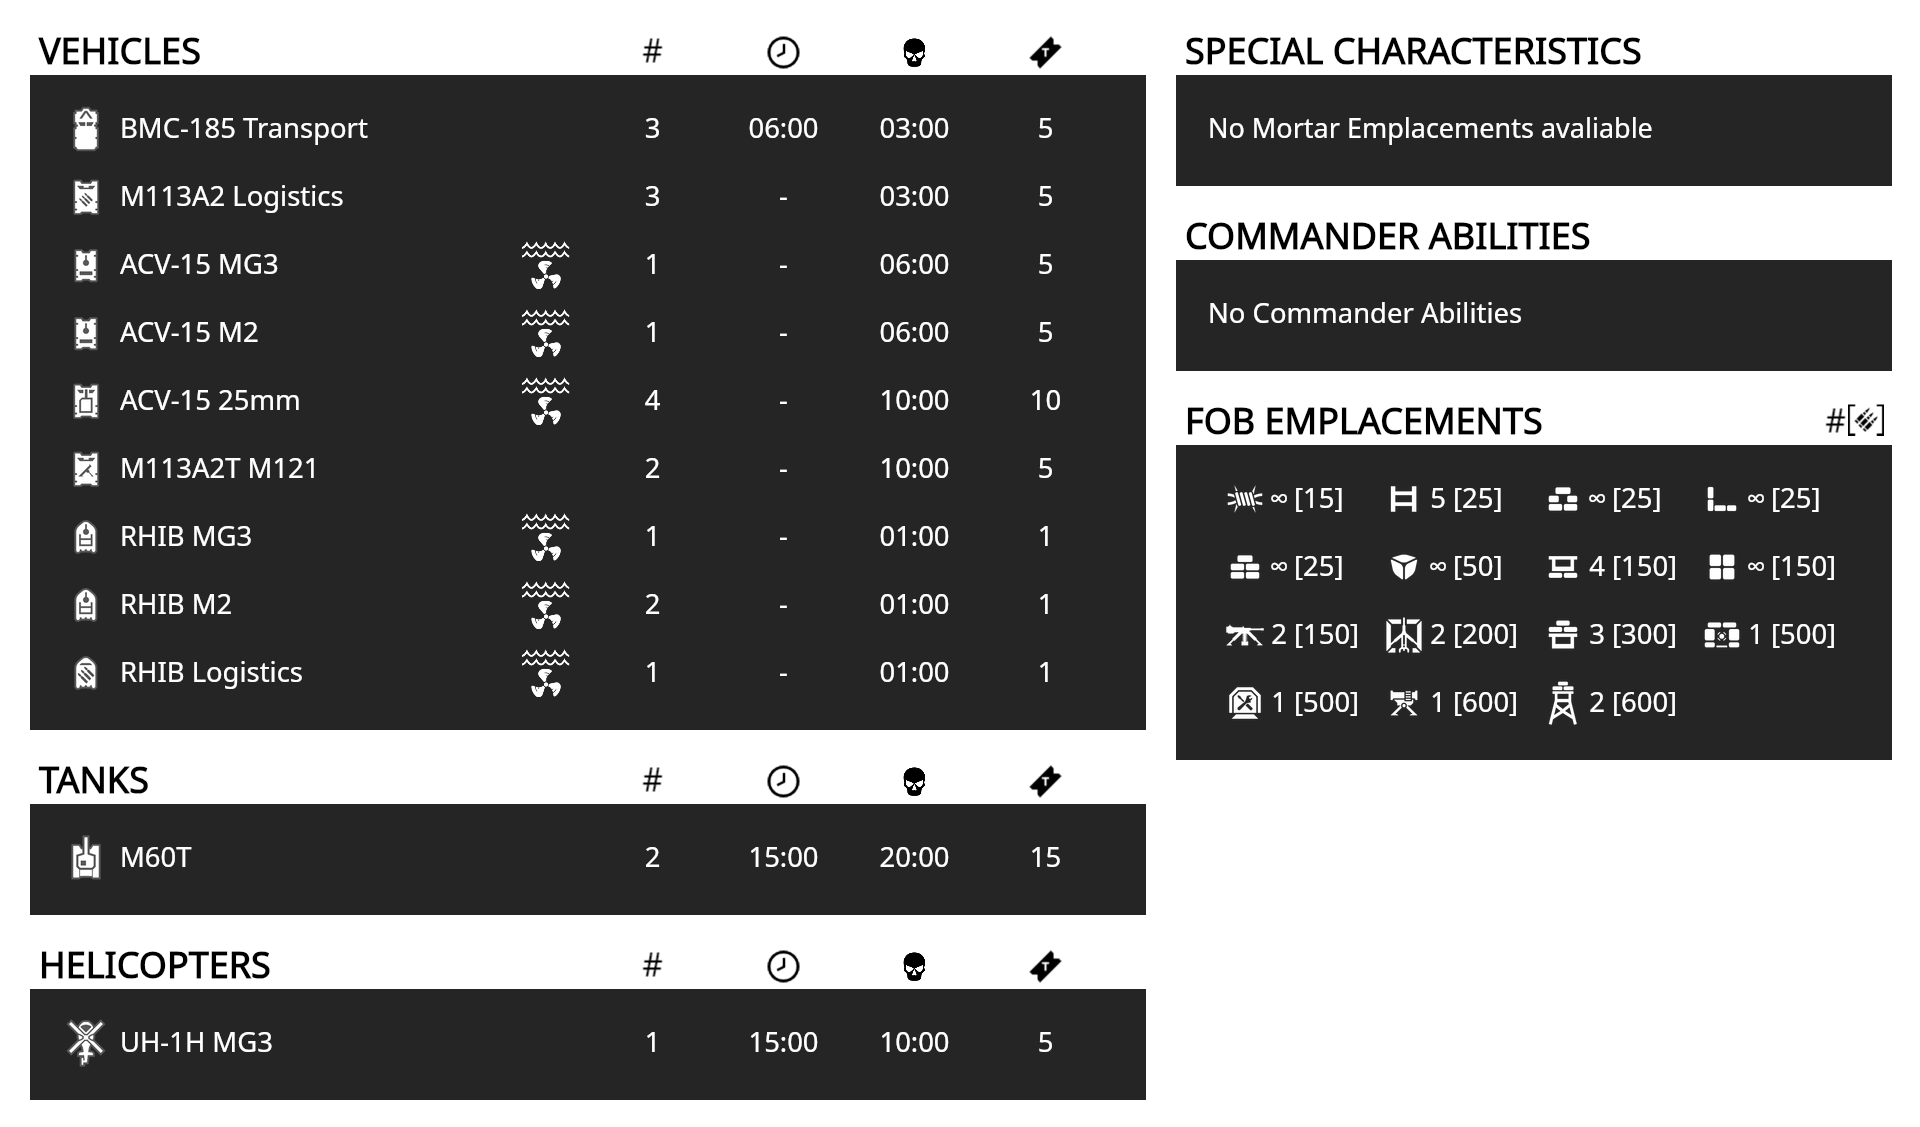 VEHICLES #
BMC-185 Transport 3 06:00 03:00 5
M113A2 Logistics 3 - 03:00 5
ACV-15 MG3 1 - 06:00 5
ACV-15 M2 1 - 06:00 5
ACV-15 25mm 4 - 10:00 10
M113A2T M121 2 - 10:00 5
RHIB MG3 1 - 01:00 1
RHIB M2 2 - 01:00 1
RHIB Logistics 1 - 01:00 1
TANKS #
M60T 2 15:00 20:00 15
HELICOPTERS #
UH-1H MG3 1 15:00 10:00 5
SPECIAL CHARACTERISTICS
No Mortar Emplacements avaliable
COMMANDER ABILITIES
No Commander Abilities
FOB EMPLACEMENTS #[]
∞ [15] 5 [25] ∞ [25] ∞ [25]
∞ [25] ∞ [50] 4 [150] ∞ [150]
2 [150] 2 [200] 3 [300] 1 [500]
1 [500] 1 [600] 2 [600]